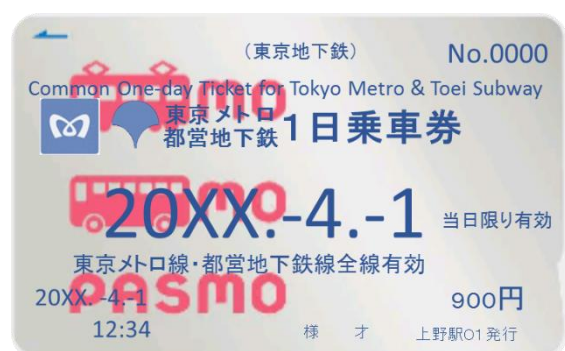 (東京地下鉄) No.0000
Common One-day Ticket for Tokyo Metro & Toei Subway
東京メトロ
都営地下鉄 1日乗車券
20XX.-4.-1 当日限り有効
東京メトロ線・都営地下鉄線全線有効
20XX. -4.-1 900円
12:34 様 才 上野駅01発行
mo
mo
PASMO